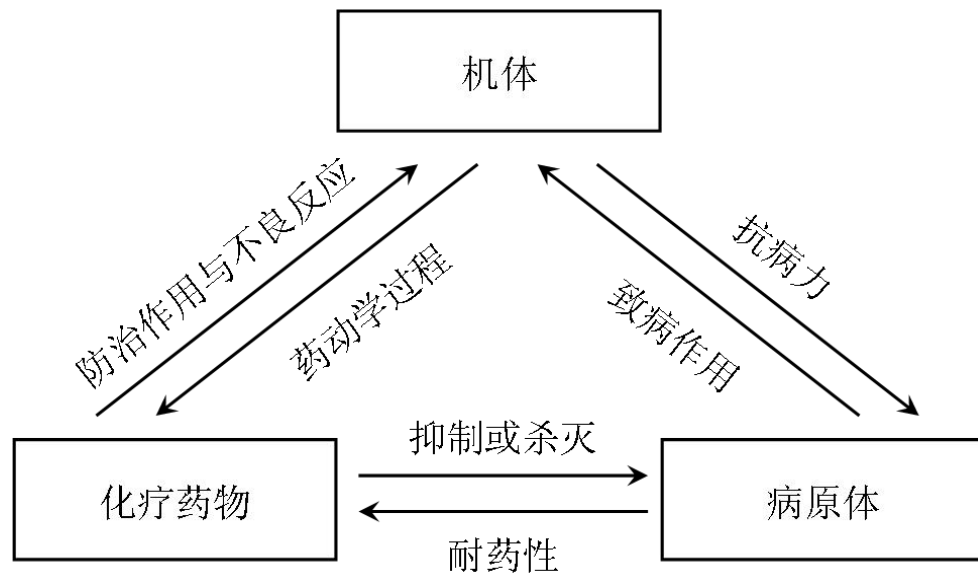 机体
防治作用与不良反应
药动学过程
抗病力
致病作用
抑制或杀灭
化疗药物
病原体
耐药性